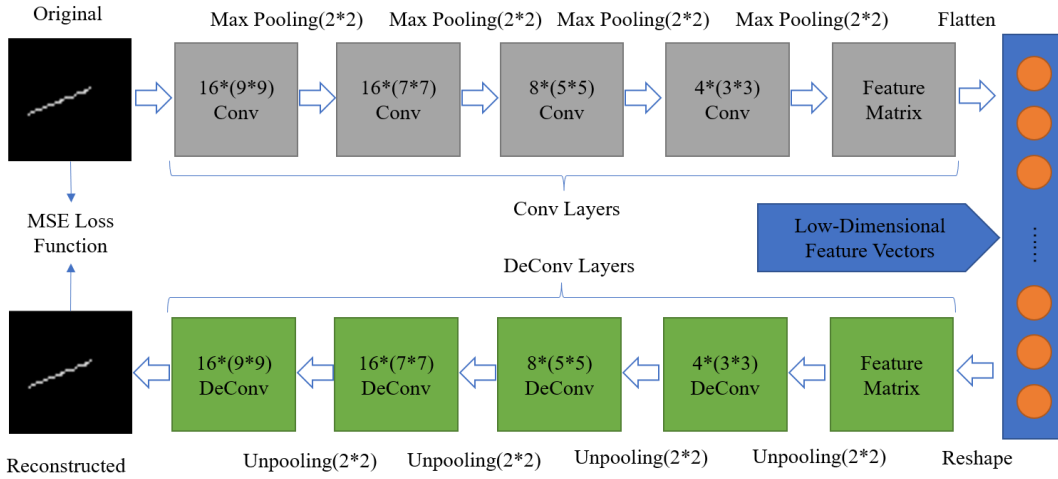 Original
Max Pooling(2*2)
Max Pooling(2*2)
Max Pooling(2*2)
Max Pooling(2*2)
Flatten
16*(9*9)
Conv
16*(7*7)
Conv
8*(5*5)
Conv
4*(3*3)
Conv
Feature
Matrix
Conv Layers
MSE Loss
Function
Low-Dimensional
Feature Vectors
......
DeConv Layers
16*(9*9)
DeConv
16*(7*7)
DeConv
8*(5*5)
DeConv
4*(3*3)
DeConv
Feature
Matrix
Reconstructed
Unpooling(2*2)
Unpooling(2*2)
Unpooling(2*2)
Unpooling(2*2)
Reshape